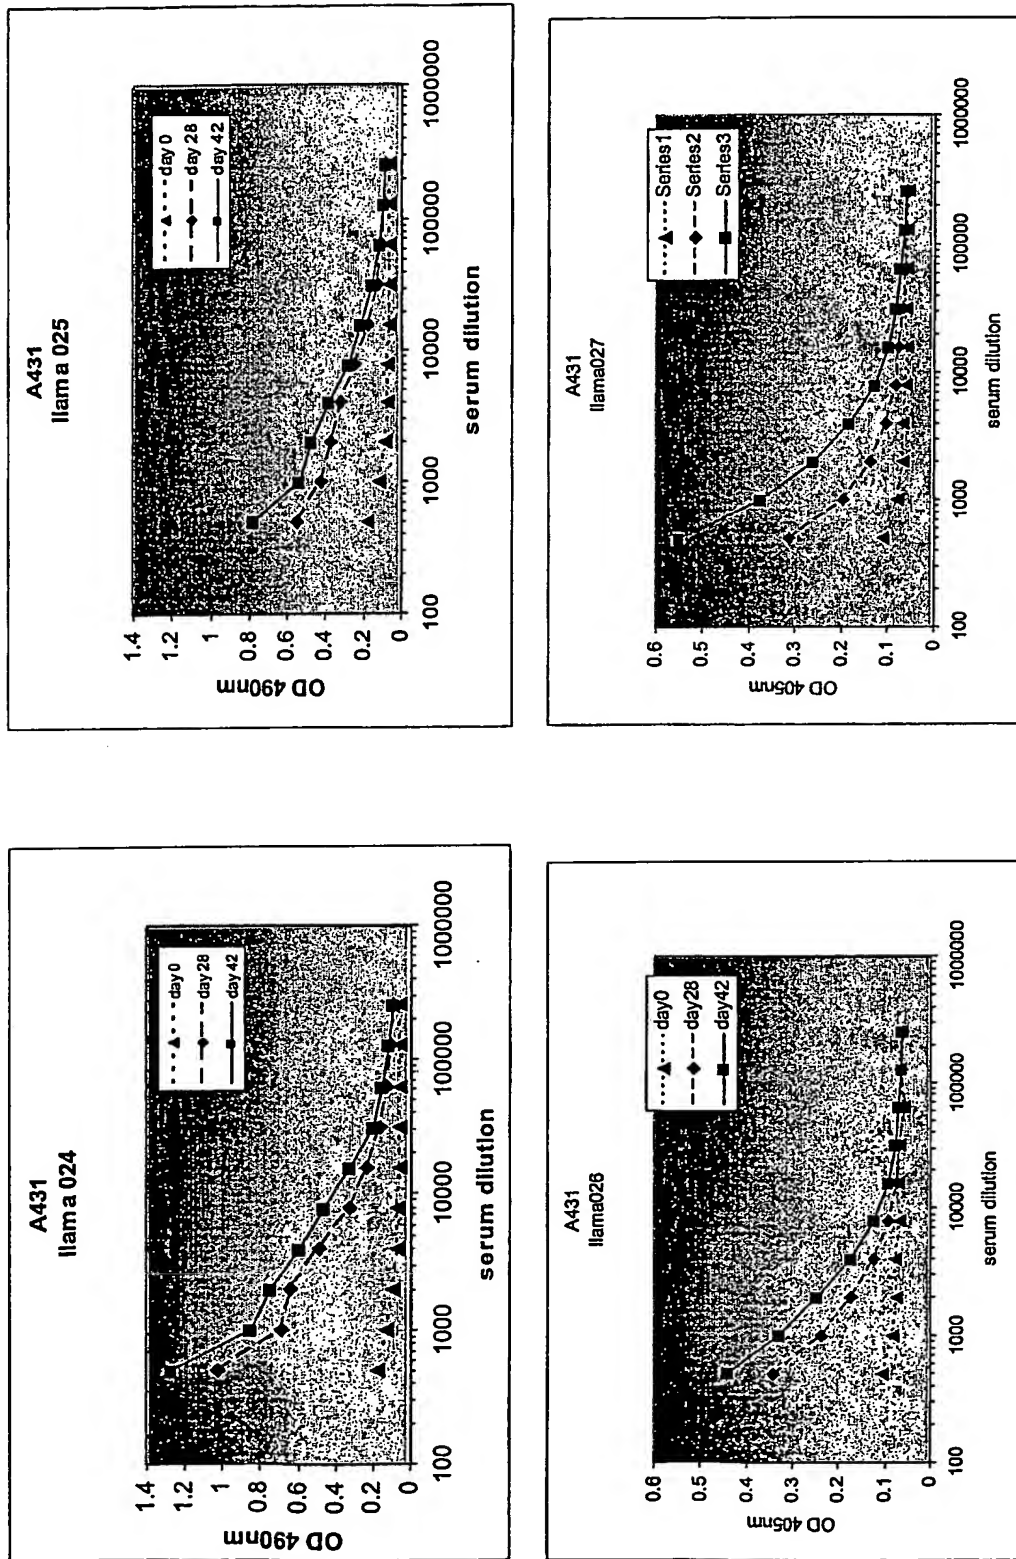 A431
llama 024
1.4
1.2
1
0.8
0.6
0.4
0.2
0
OD 490nm
100
1000
10000
100000
1000000
serum dilution
day0
day28
day 42
A431
llama 025
1.4
1.2
1
0.8
0.6
0.4
0.2
0
OD 490nm
100
1000
10000
100000
1000000
serum dilution
day 0
day 28
day 42
A431
llama026
0.6
0.5
0.4
0.3
0.2
0.1
0
OD 405nm
100
1000
10000
100000
1000000
serum dilution
day0
day28
day42
A431
llama027
0.6
0.5
0.4
0.3
0.2
0.1
0
OD 405nm
100
1000
10000
100000
1000000
serum dilution
Series1
Series2
Series3